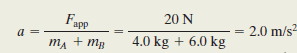 a = F_app / (m_A + m_B) = 20 N / (4.0 kg + 6.0 kg) = 2.0 m/s²